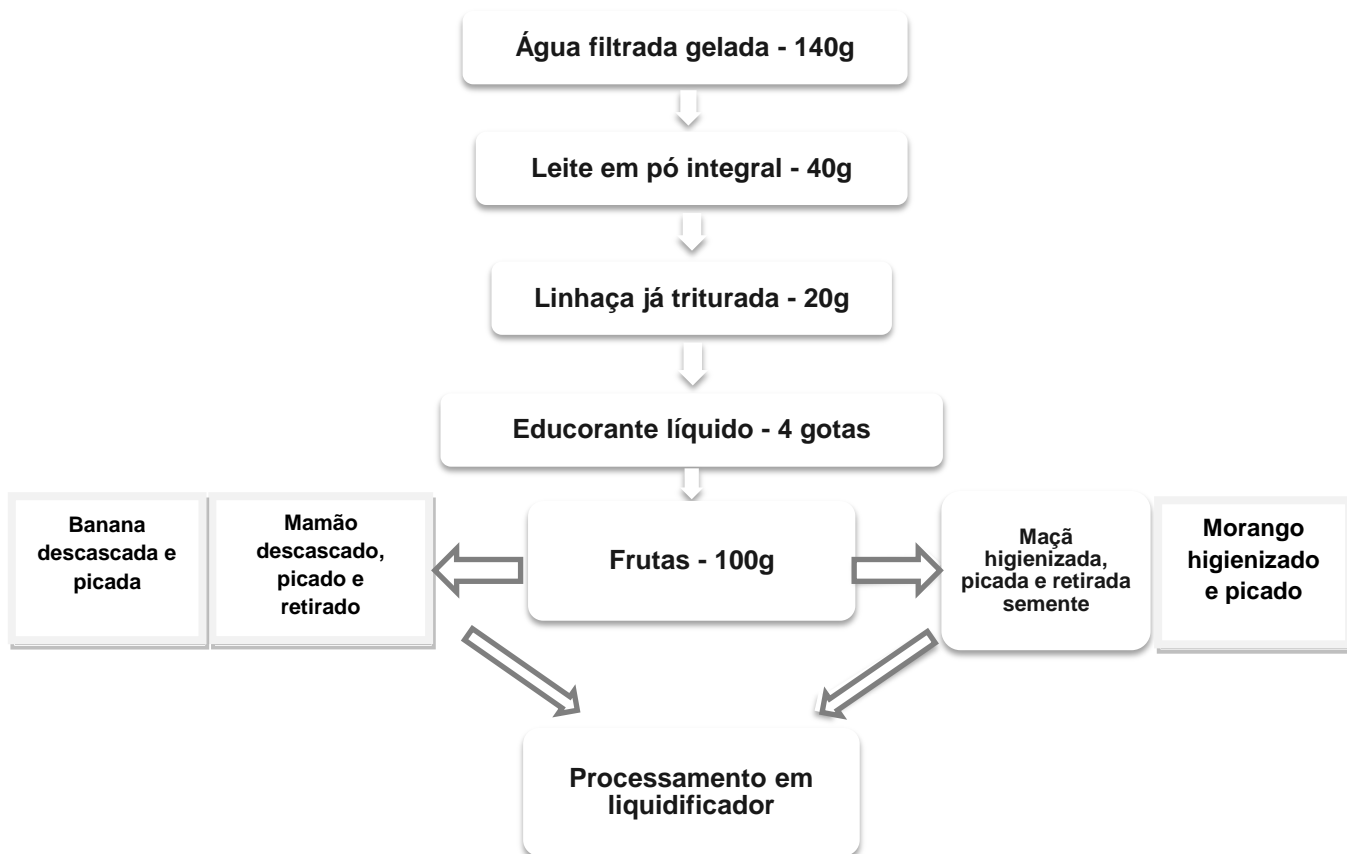 Água filtrada gelada - 140g
Leite em pó integral - 40g
Linhaça já triturada - 20g
Educorante líquido - 4 gotas
Banana
descascada e
picada
Mamão
descascado,
picado e
retirado
Frutas - 100g
Maçã
higienizada,
picada e retirada
semente
Morango
higienizado
e picado
Processamento em
liquidificador